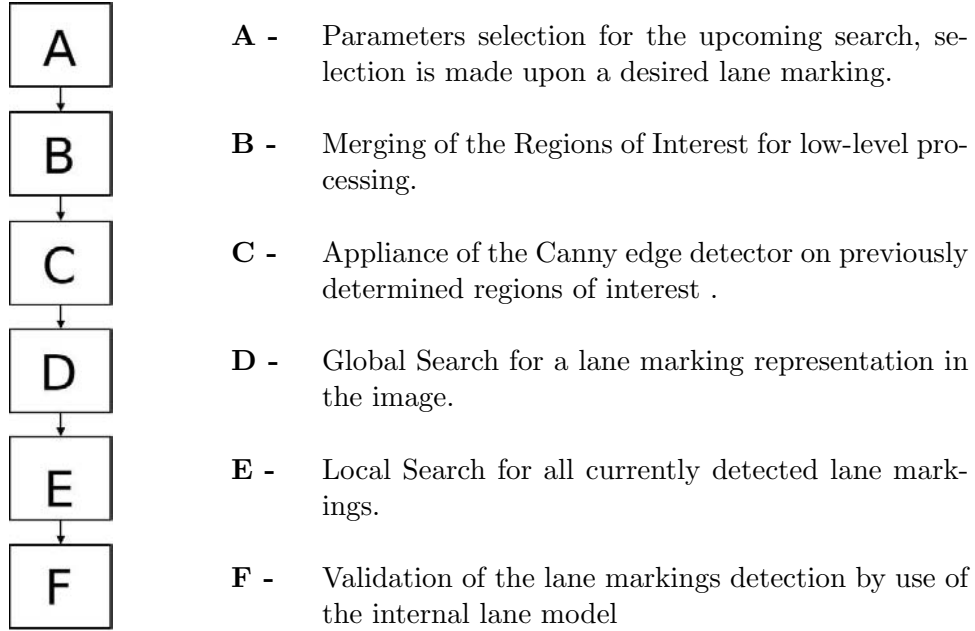 A
B
C
D
E
F
A - Parameters selection for the upcoming search, se-
lection is made upon a desired lane marking.
B - Merging of the Regions of Interest for low-level pro-
cessing.
C - Appliance of the Canny edge detector on previously
determined regions of interest .
D - Global Search for a lane marking representation in
the image.
E - Local Search for all currently detected lane mark-
ings.
F - Validation of the lane markings detection by use of
the internal lane model